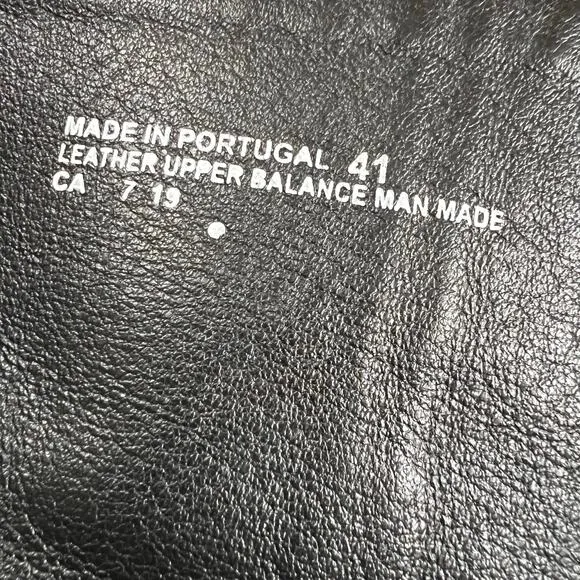 MADE IN PORTUGAL 41
LEATHER UPPER BALANCE MAN MADE
CA 7 19